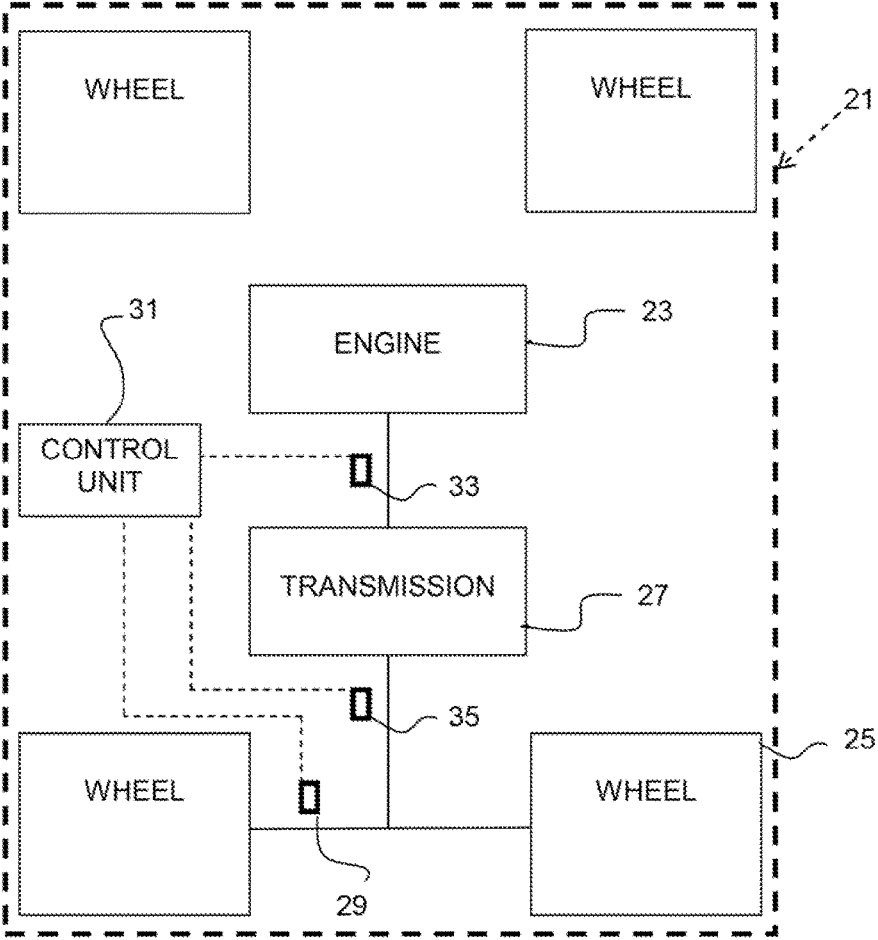 WHEEL
WHEEL
21
31
23
ENGINE
CONTROL
UNIT
33
TRANSMISSION
27
35
25
WHEEL
WHEEL
29